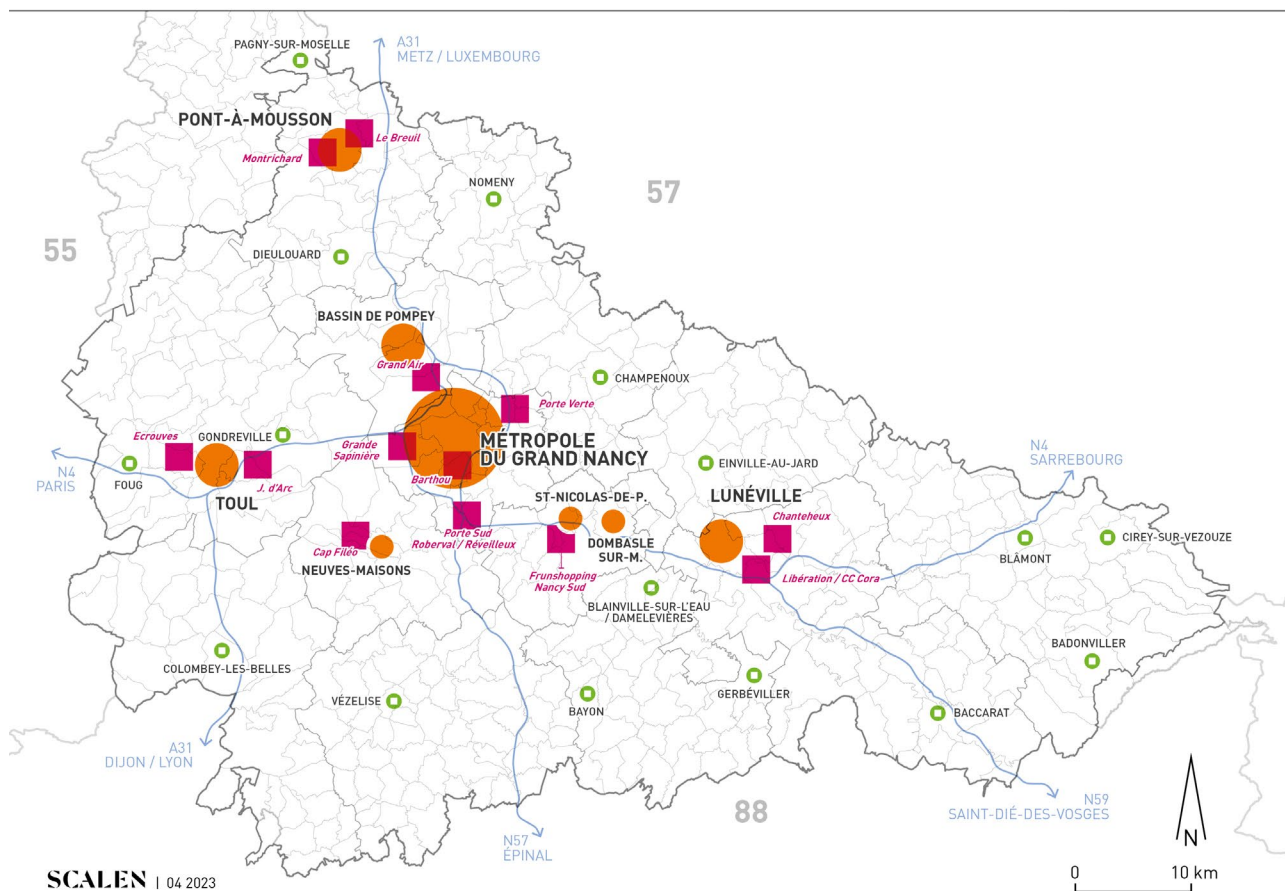 PAGNY-SUR-MOSELLE
A31
METZ / LUXEMBOURG
PONT-À-MOUSSON
Le Breuil
Montrichard
NOMENY
57
55
DIEULOUARD
BASSIN DE POMPEY
Grand Air
CHAMPENOUX
Porte Verte
Ecrouves
GONDREVILLE
Grande
Sapinière
MÉTROPOLE
DU GRAND NANCY
EINVILLE-AU-JARD
N4
SARREBOURG
N4
PARIS
FOUG
J. d'Arc
Barthou
TOUL
ST-NICOLAS-DE-P.
LUNÉVILLE
Chanteheux
Cap Filéo
Porte Sud
Roberval / Réveilleux
DOMBASLE
SUR-M.
BLÂMONT
CIREY-SUR-VEZOUZE
NEUVES-MAISONS
Frunshopping
Nancy Sud
Libération / CC Cora
BLAINVILLE-SUR-L'EAU
/ DAMELEVIÈRES
BADONVILLER
COLOMBEY-LES-BELLES
VÉZELISE
BAYON
GERBÉVILLER
BACCARAT
A31
DIJON / LYON
N59
SAINT-DIÉ-DES-VOSGES
88
N57
ÉPINAL
N
SCALEN | 04 2023
0 10 km